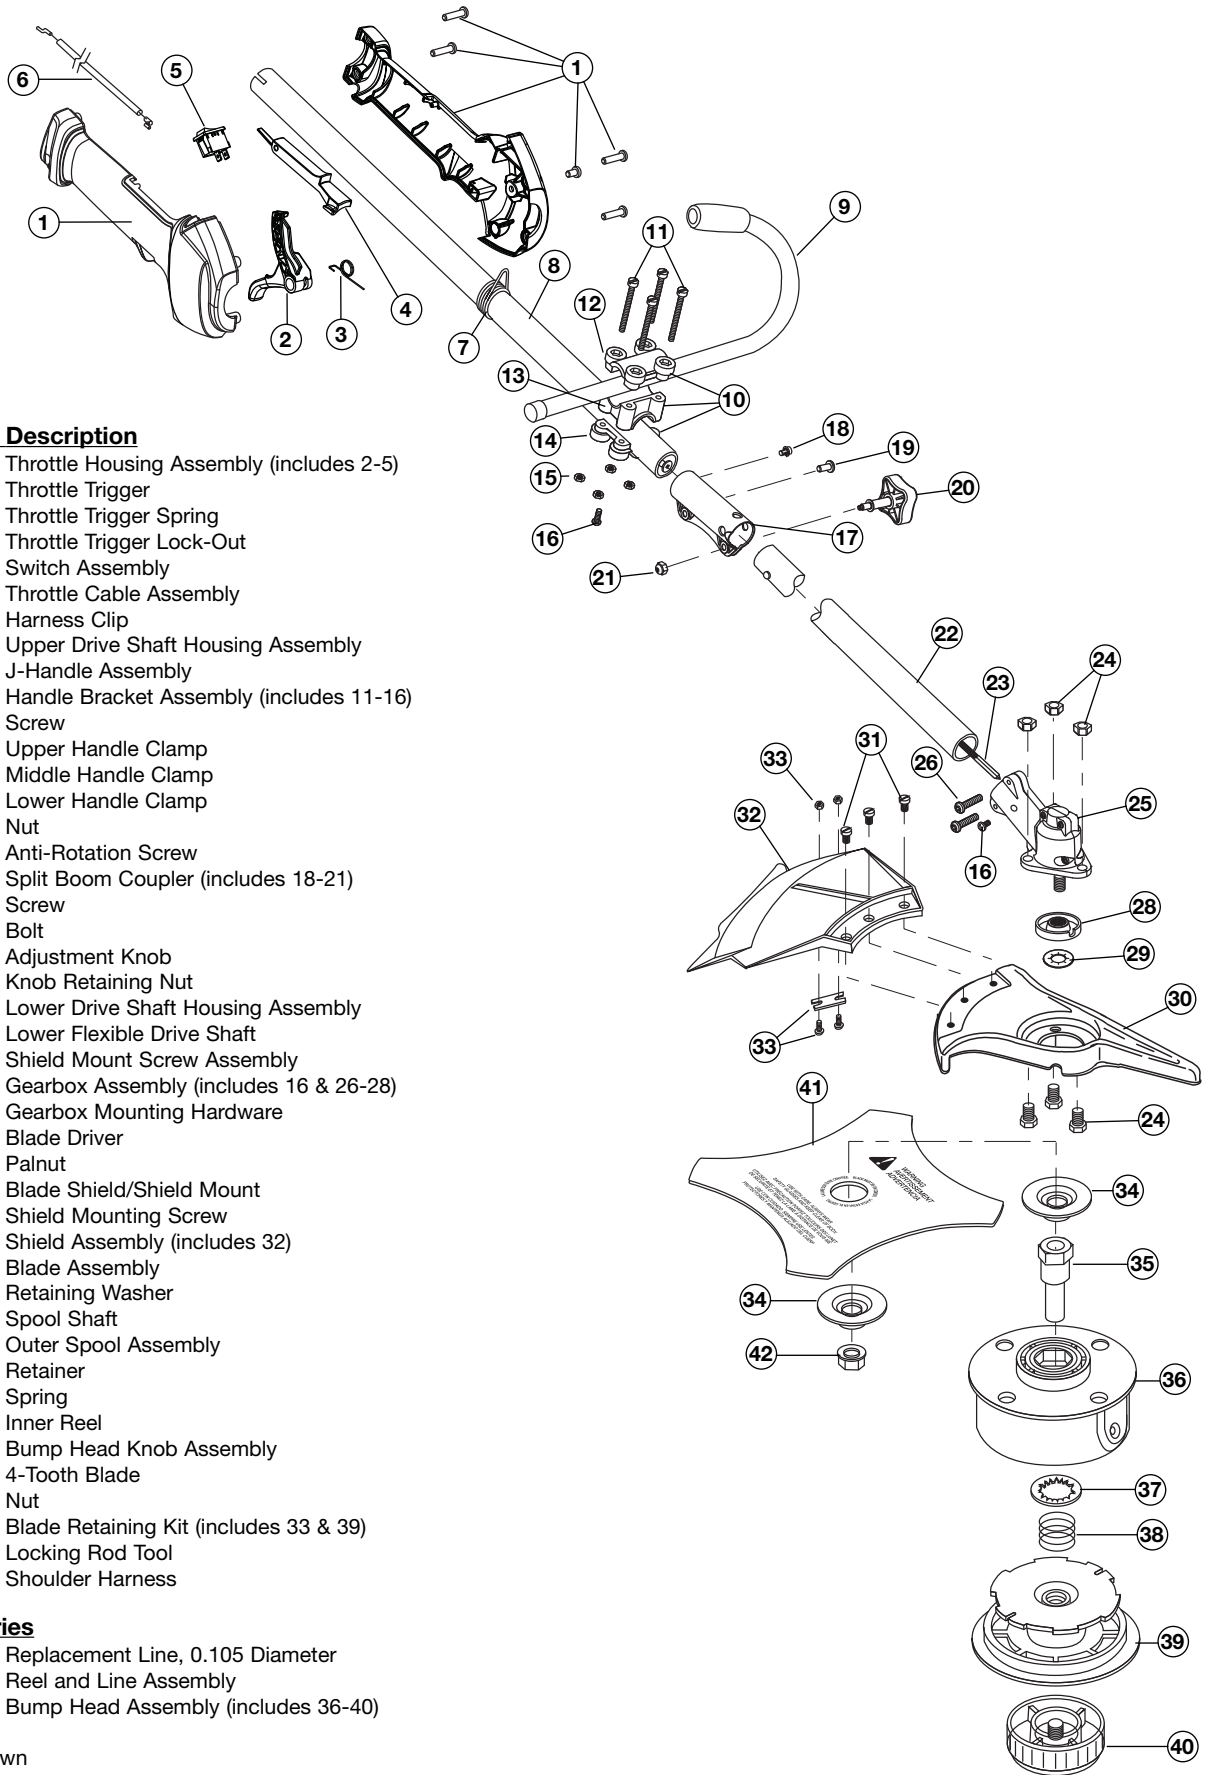 6
5
1
1
2
3
4
7
8
9
11
12
13
10
14
15
16
18
19
20
17
21
22
23
24
26
25
16
31
33
32
28
29
30
33
24
41
WARNING
AVERTISSEMENT
ADVERTENCIA
34
35
34
42
36
37
38
39
40
Description
Throttle Housing Assembly (includes 2-5)
Throttle Trigger
Throttle Trigger Spring
Throttle Trigger Lock-Out
Switch Assembly
Throttle Cable Assembly
Harness Clip
Upper Drive Shaft Housing Assembly
J-Handle Assembly
Handle Bracket Assembly (includes 11-16)
Screw
Upper Handle Clamp
Middle Handle Clamp
Lower Handle Clamp
Nut
Anti-Rotation Screw
Split Boom Coupler (includes 18-21)
Screw
Bolt
Adjustment Knob
Knob Retaining Nut
Lower Drive Shaft Housing Assembly
Lower Flexible Drive Shaft
Shield Mount Screw Assembly
Gearbox Assembly (includes 16 & 26-28)
Gearbox Mounting Hardware
Blade Driver
Palnut
Blade Shield/Shield Mount
Shield Mounting Screw
Shield Assembly (includes 32)
Blade Assembly
Retaining Washer
Spool Shaft
Outer Spool Assembly
Retainer
Spring
Inner Reel
Bump Head Knob Assembly
4-Tooth Blade
Nut
Blade Retaining Kit (includes 33 & 39)
Locking Rod Tool
Shoulder Harness
ries
Replacement Line, 0.105 Diameter
Reel and Line Assembly
Bump Head Assembly (includes 36-40)
wn